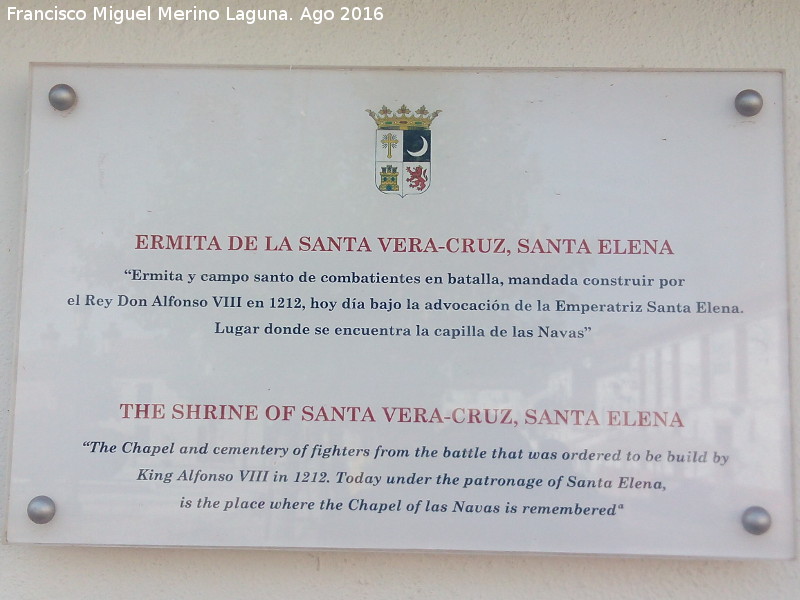 Francisco Miguel Merino Laguna. Ago 2016
ERMITA DE LA SANTA VERA-CRUZ, SANTA ELENA
“Ermita y campo santo de combatientes en batalla, mandada construir por
el Rey Don Alfonso VIII en 1212, hoy día bajo la advocación de la Emperatriz Santa Elena.
Lugar donde se encuentra la capilla de las Navas”
THE SHRINE OF SANTA VERA-CRUZ, SANTA ELENA
“The Chapel and cementery of fighters from the battle that was ordered to be build by
King Alfonso VIII in 1212. Today under the patronage of Santa Elena,
is the place where the Chapel of las Navas is rememberedª